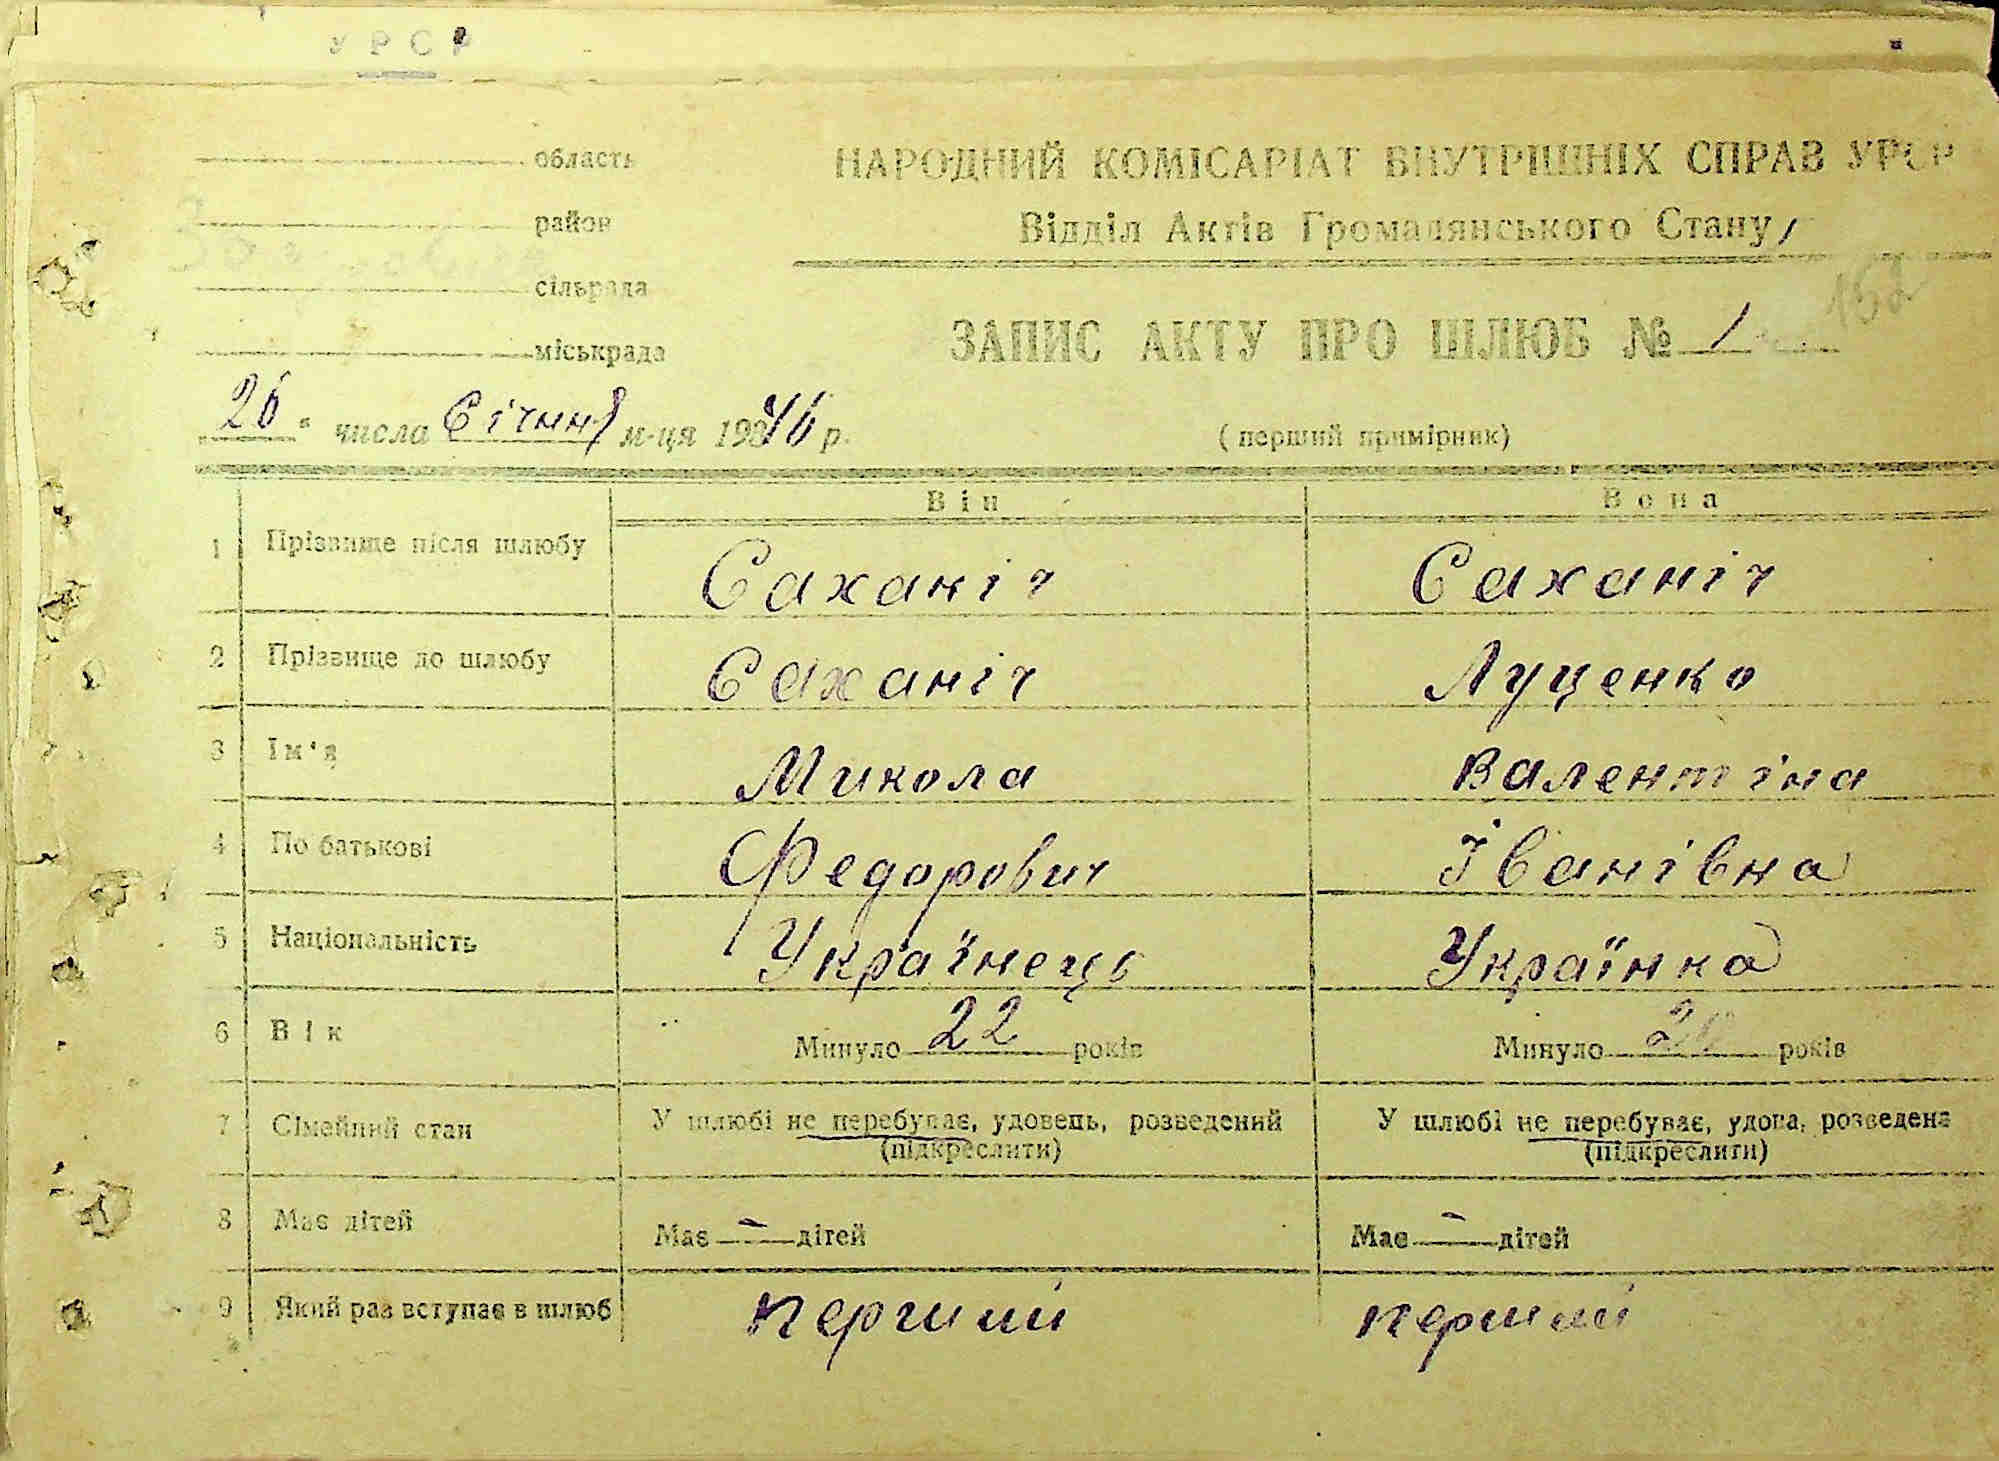 УРСР
область
район
сільрада
міськрада
НАРОДНИЙ КОМІСАРІАТ ВНУТРІШНІХ СПРАВ УРСР
Відділ Актів Громадянського Стану
152
ЗАПИС АКТУ ПРО ШЛЮБ № 1
26 " числа Січня м-ця 1946 р.
(перший примірник)
Він Вона
1 Прізвище після шлюбу Саханіч Саханіч
2 Прізвище до шлюбу Саханіч Луценко
3 Ім'я Микола Валентіна
4 По батькові Федорович Іванівна
5 Національність Українець Українка
6 Вік Минуло 22 років Минуло 20 років
7 Сімейний стан У шлюбі не перебуває, удовець, розведений У шлюбі не перебуває, удова, розведена
(підкреслити) (підкреслити)
8 Має дітей Має - дітей Має - дітей
9 Який раз вступає в шлюб перший перший